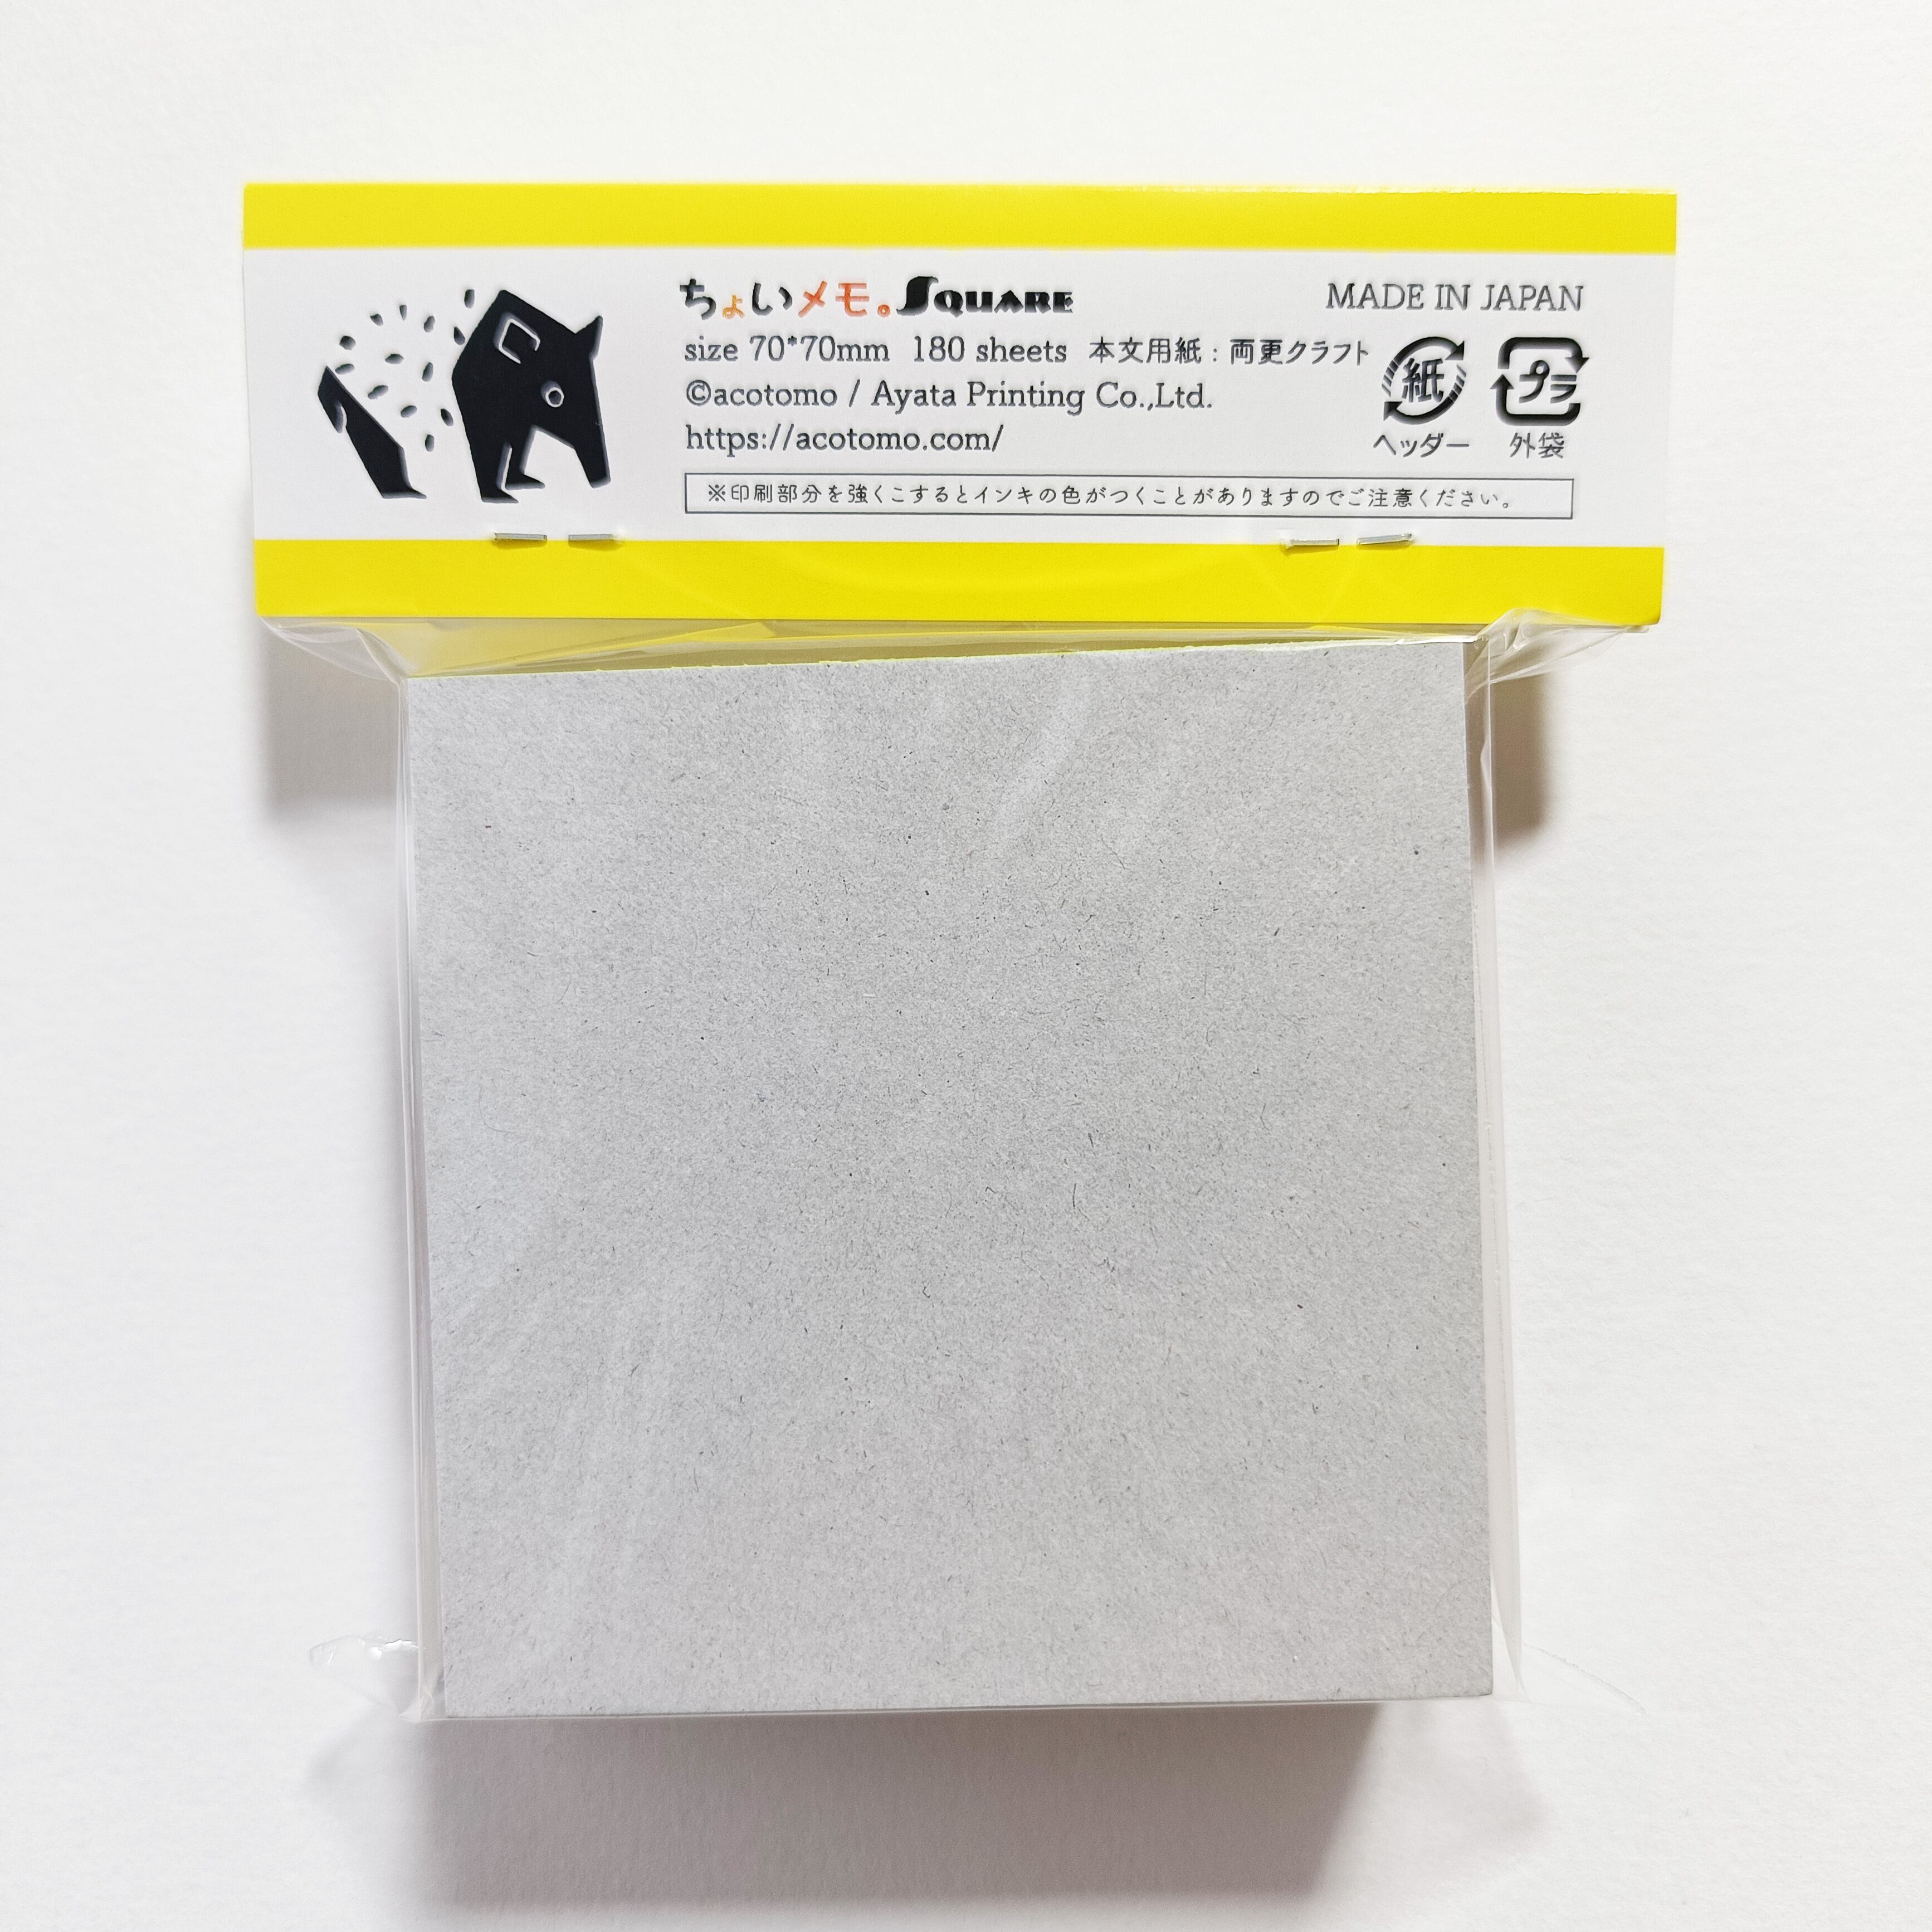 ちょいメモ。SQUARE
MADE IN JAPAN
size 70*70mm 180 sheets 本文用紙：両更クラフト
©acotomo / Ayata Printing Co.,Ltd.
https://acotomo.com/
紙
プラ
ヘッダー
外袋
※印刷部分を強くこするとインキの色がつくことがありますのでご注意ください。